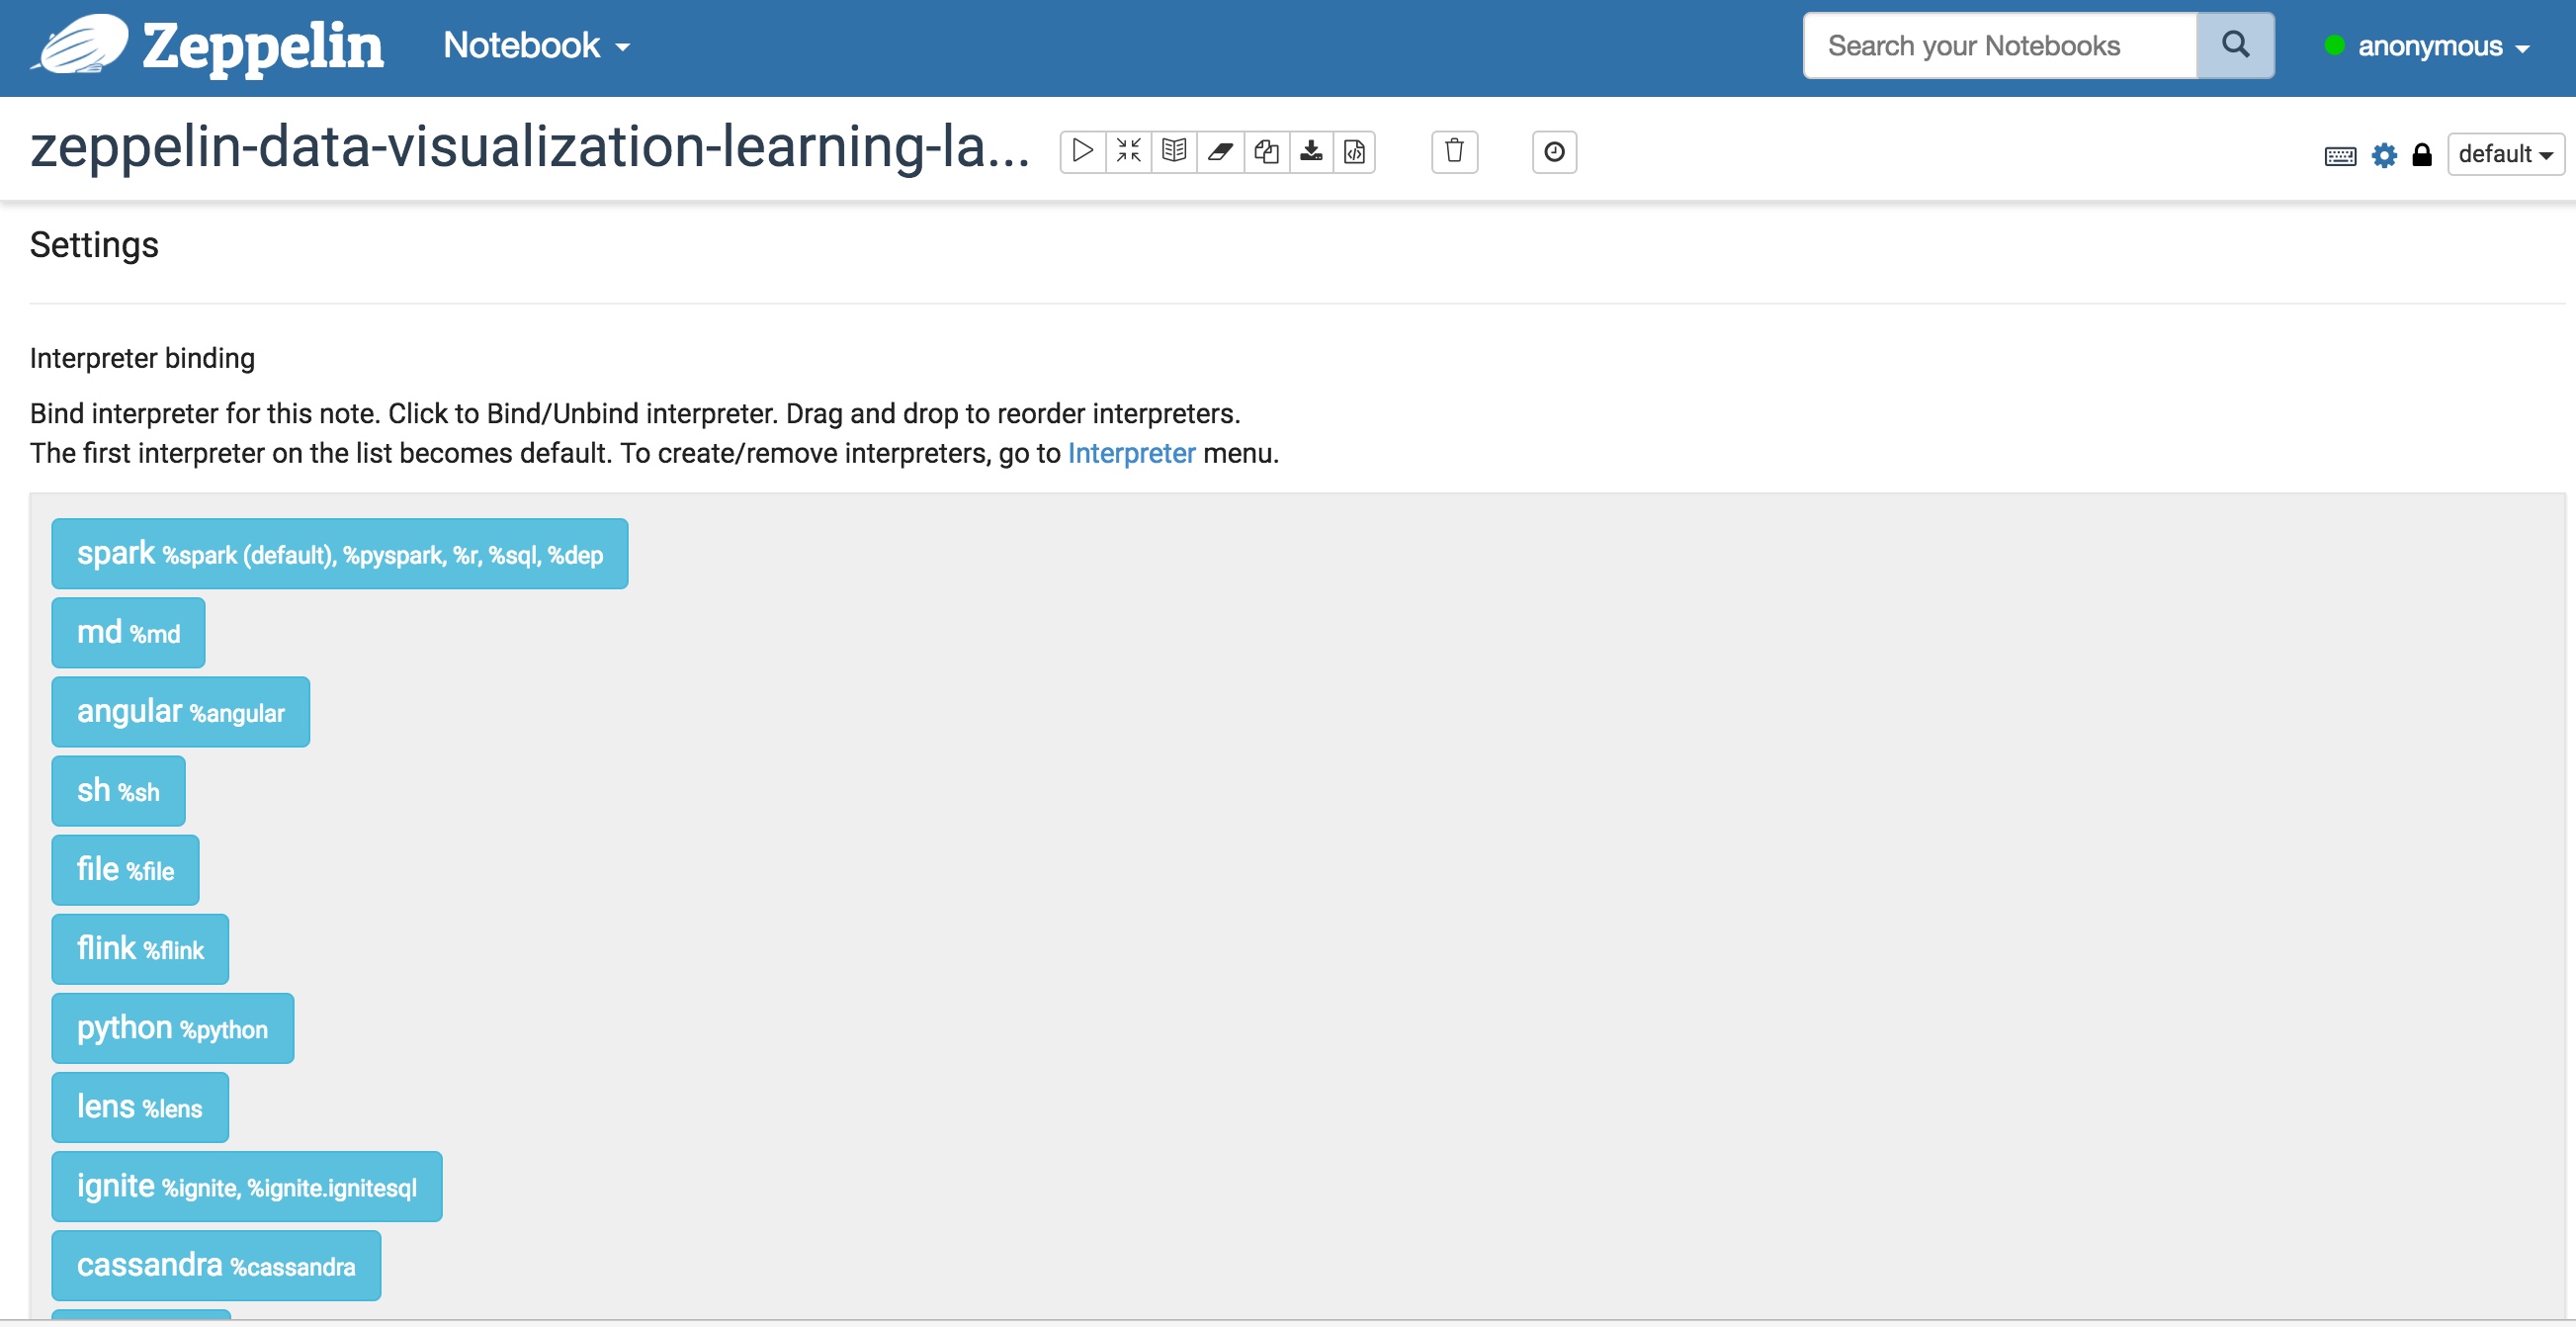 Zeppelin Notebook Search your Notebooks anonymous
zeppelin-data-visualization-learning-la... default
Settings
Interpreter binding
Bind interpreter for this note. Click to Bind/Unbind interpreter. Drag and drop to reorder interpreters.
The first interpreter on the list becomes default. To create/remove interpreters, go to Interpreter menu.
spark %spark (default), %pyspark, %r, %sql, %dep
md %md
angular %angular
sh %sh
file %file
flink %flink
python %python
lens %lens
ignite %ignite, %ignite.ignitesql
cassandra %cassandra